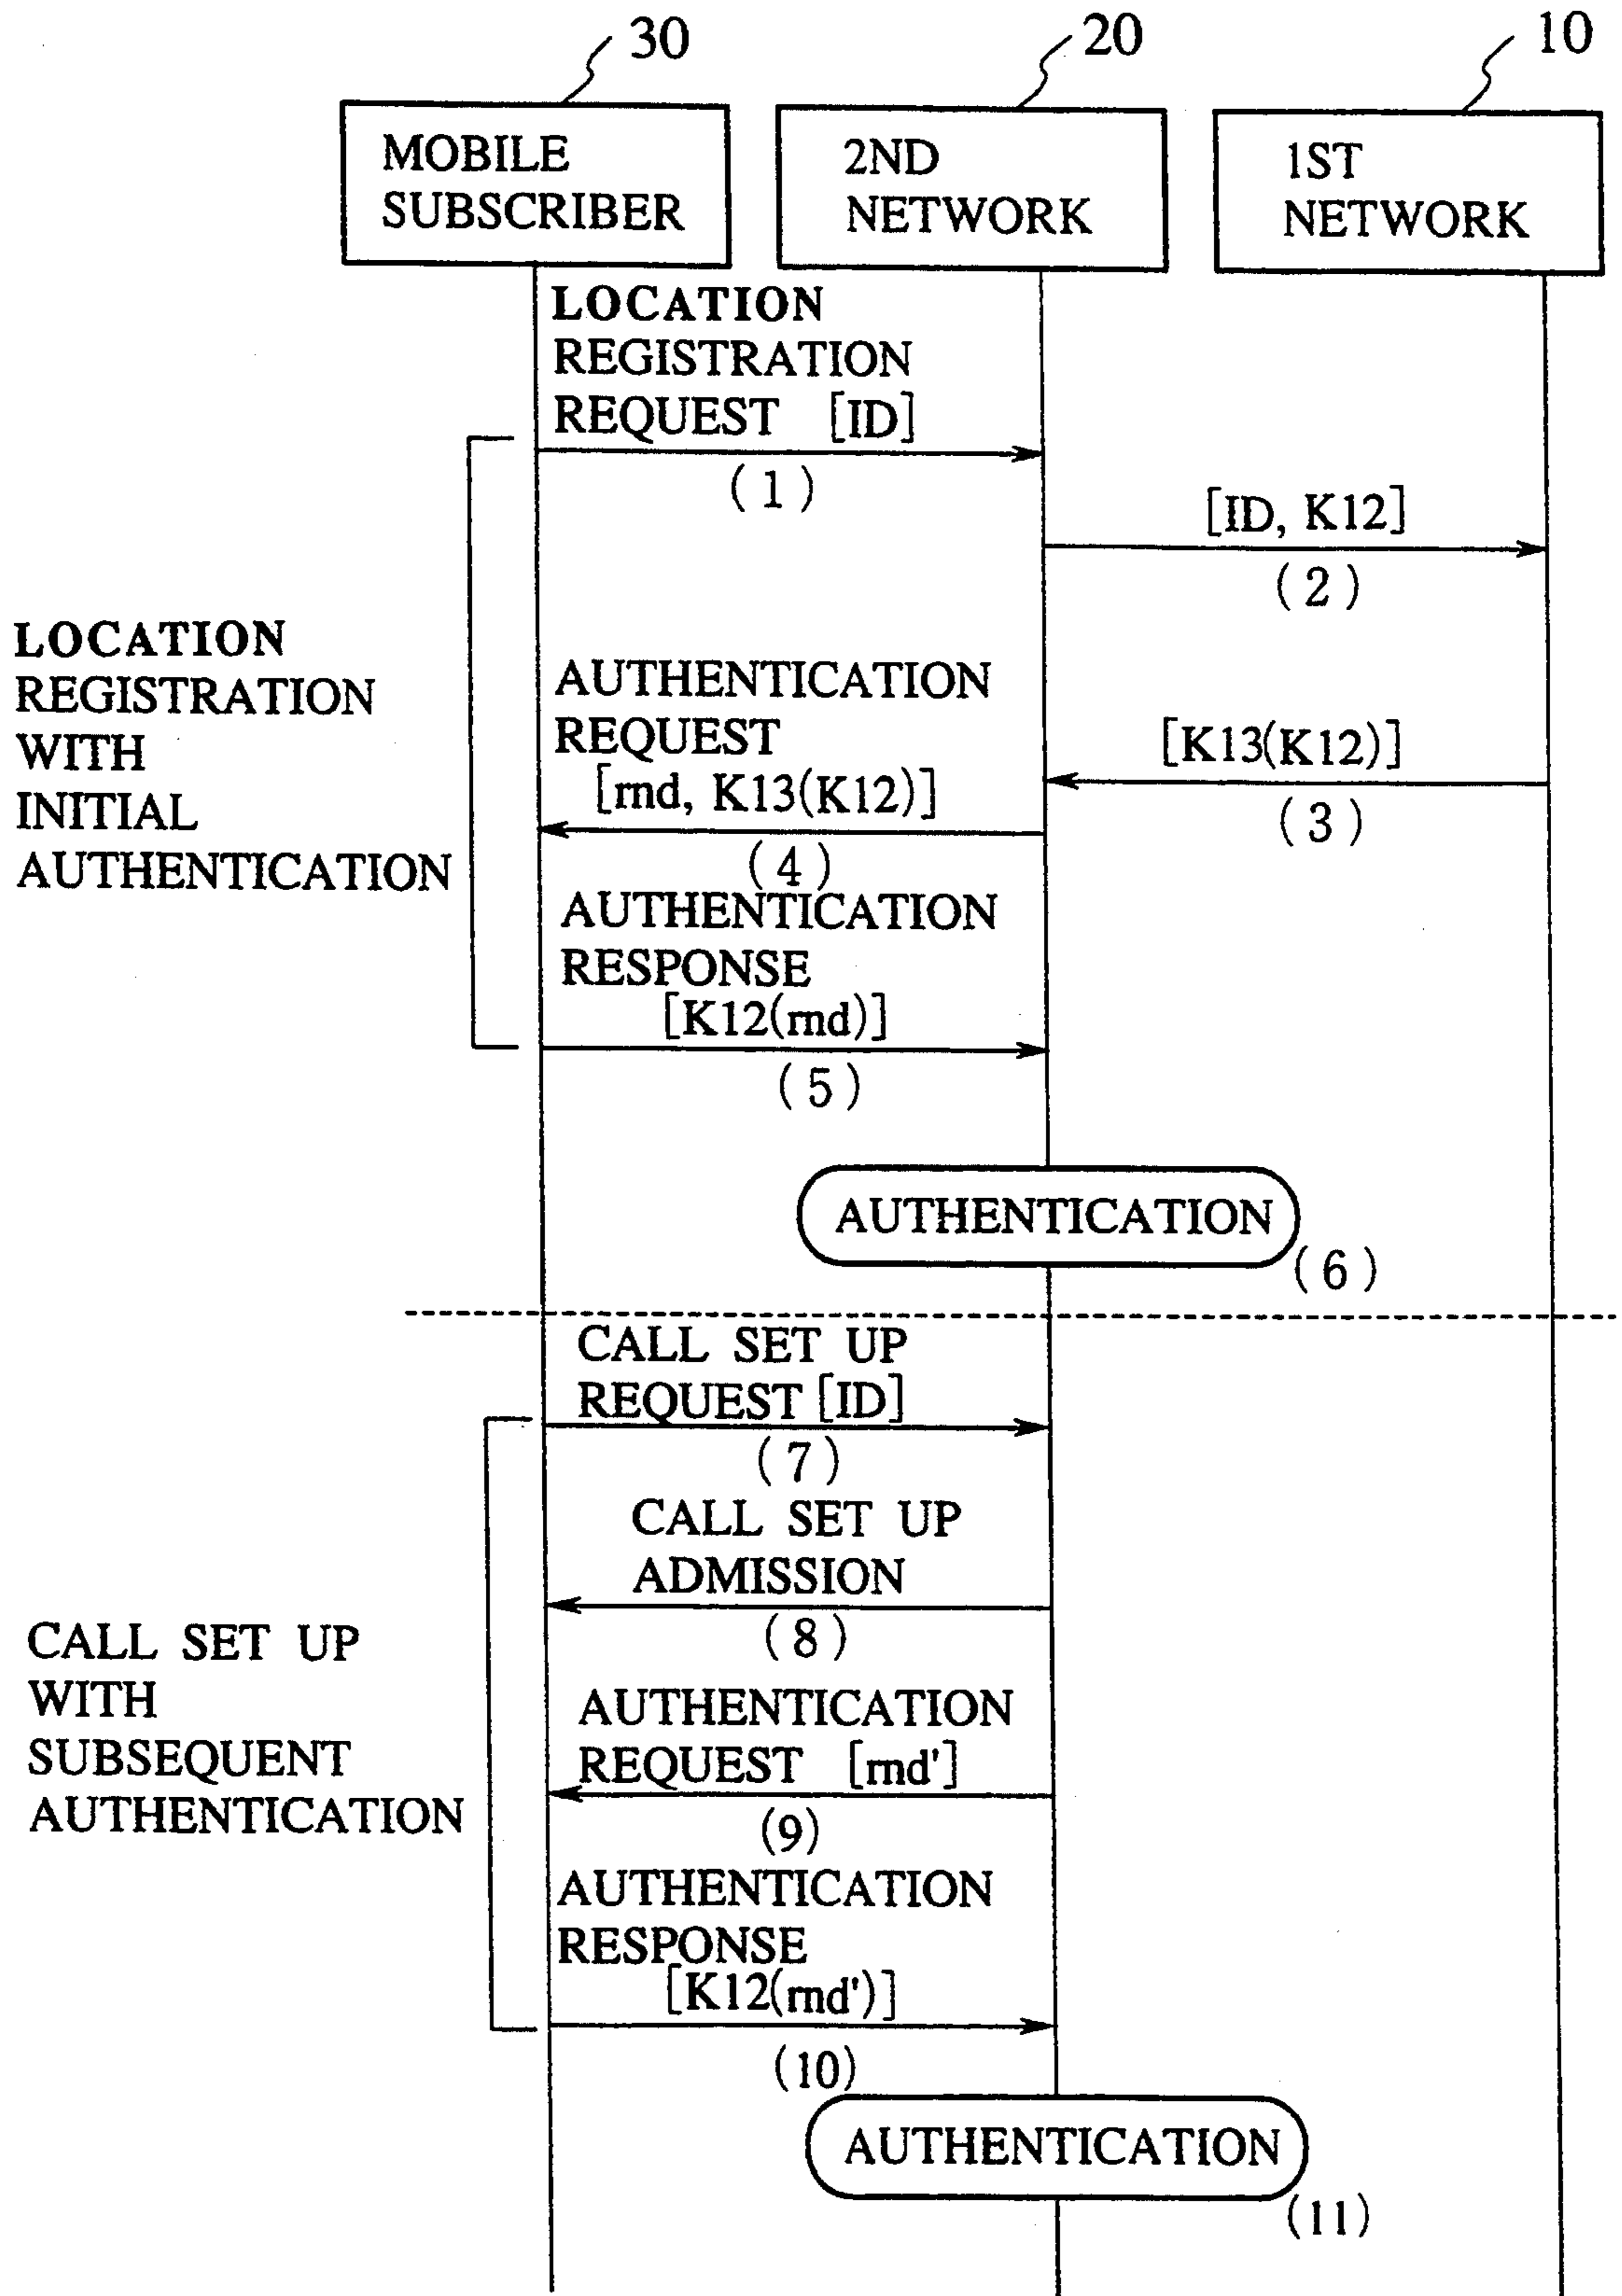 30
20
10
MOBILE
SUBSCRIBER
2ND
NETWORK
1ST
NETWORK
LOCATION
REGISTRATION
REQUEST [ID]
(1)
[ID, K12]
(2)
LOCATION
REGISTRATION
WITH
INITIAL
AUTHENTICATION
[K13(K12)]
(3)
AUTHENTICATION
REQUEST
[rnd, K13(K12)]
(4)
AUTHENTICATION
RESPONSE
[K12(rnd)]
(5)
AUTHENTICATION
(6)
CALL SET UP
REQUEST [ID]
(7)
CALL SET UP
ADMISSION
(8)
CALL SET UP
WITH
SUBSEQUENT
AUTHENTICATION
AUTHENTICATION
REQUEST [rnd']
(9)
AUTHENTICATION
RESPONSE
[K12(rnd')]
(10)
AUTHENTICATION
(11)